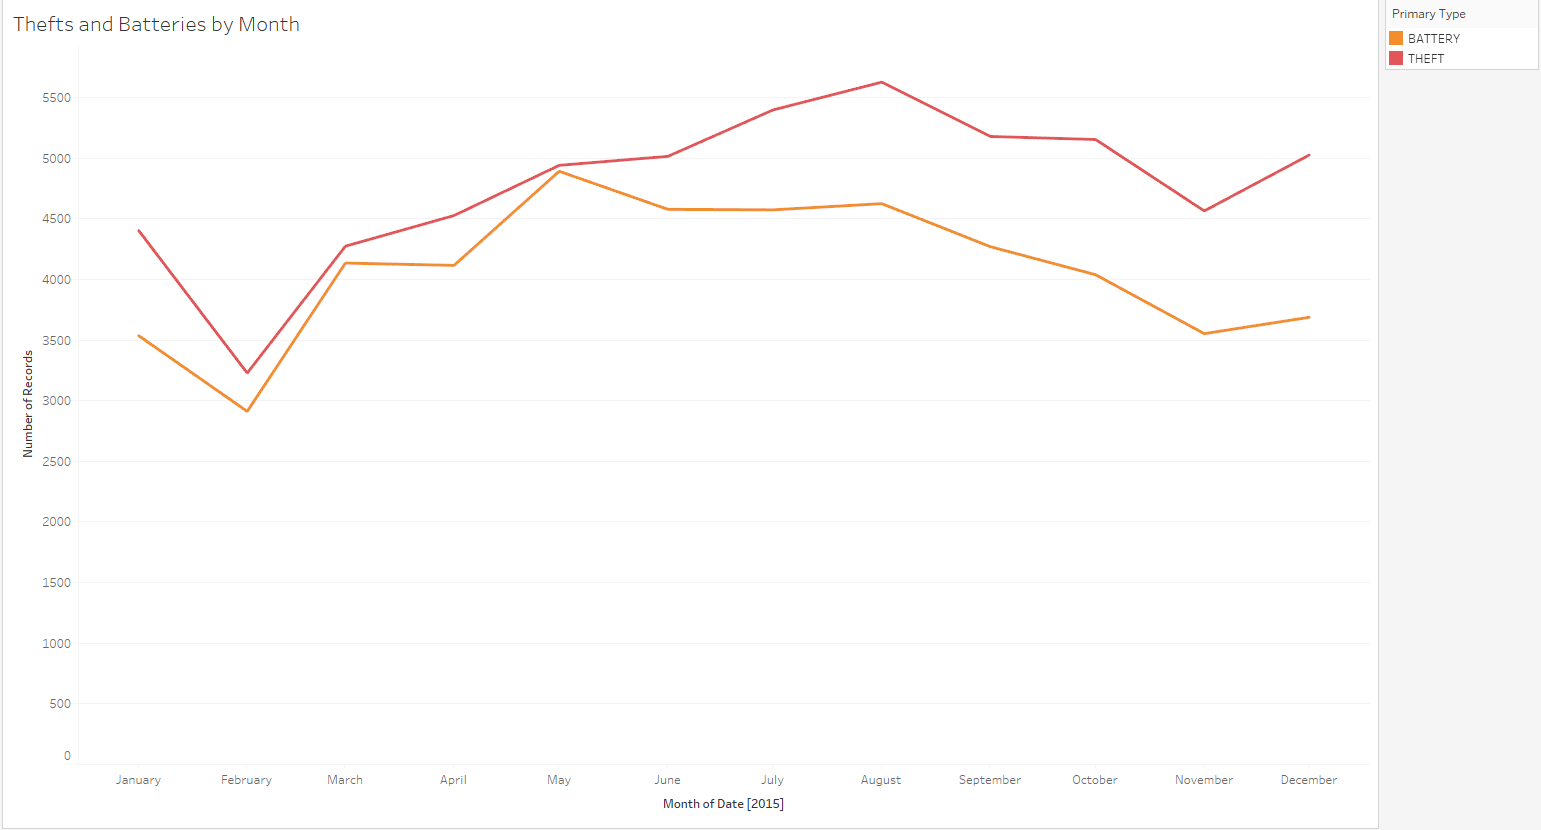 Thefts and Batteries by Month
Primary Type
BATTERY
THEFT
Number of Records
5500
5000
4500
4000
3500
3000
2500
2000
1500
1000
500
0
January February March April May June July August September October November December
Month of Date [2015]